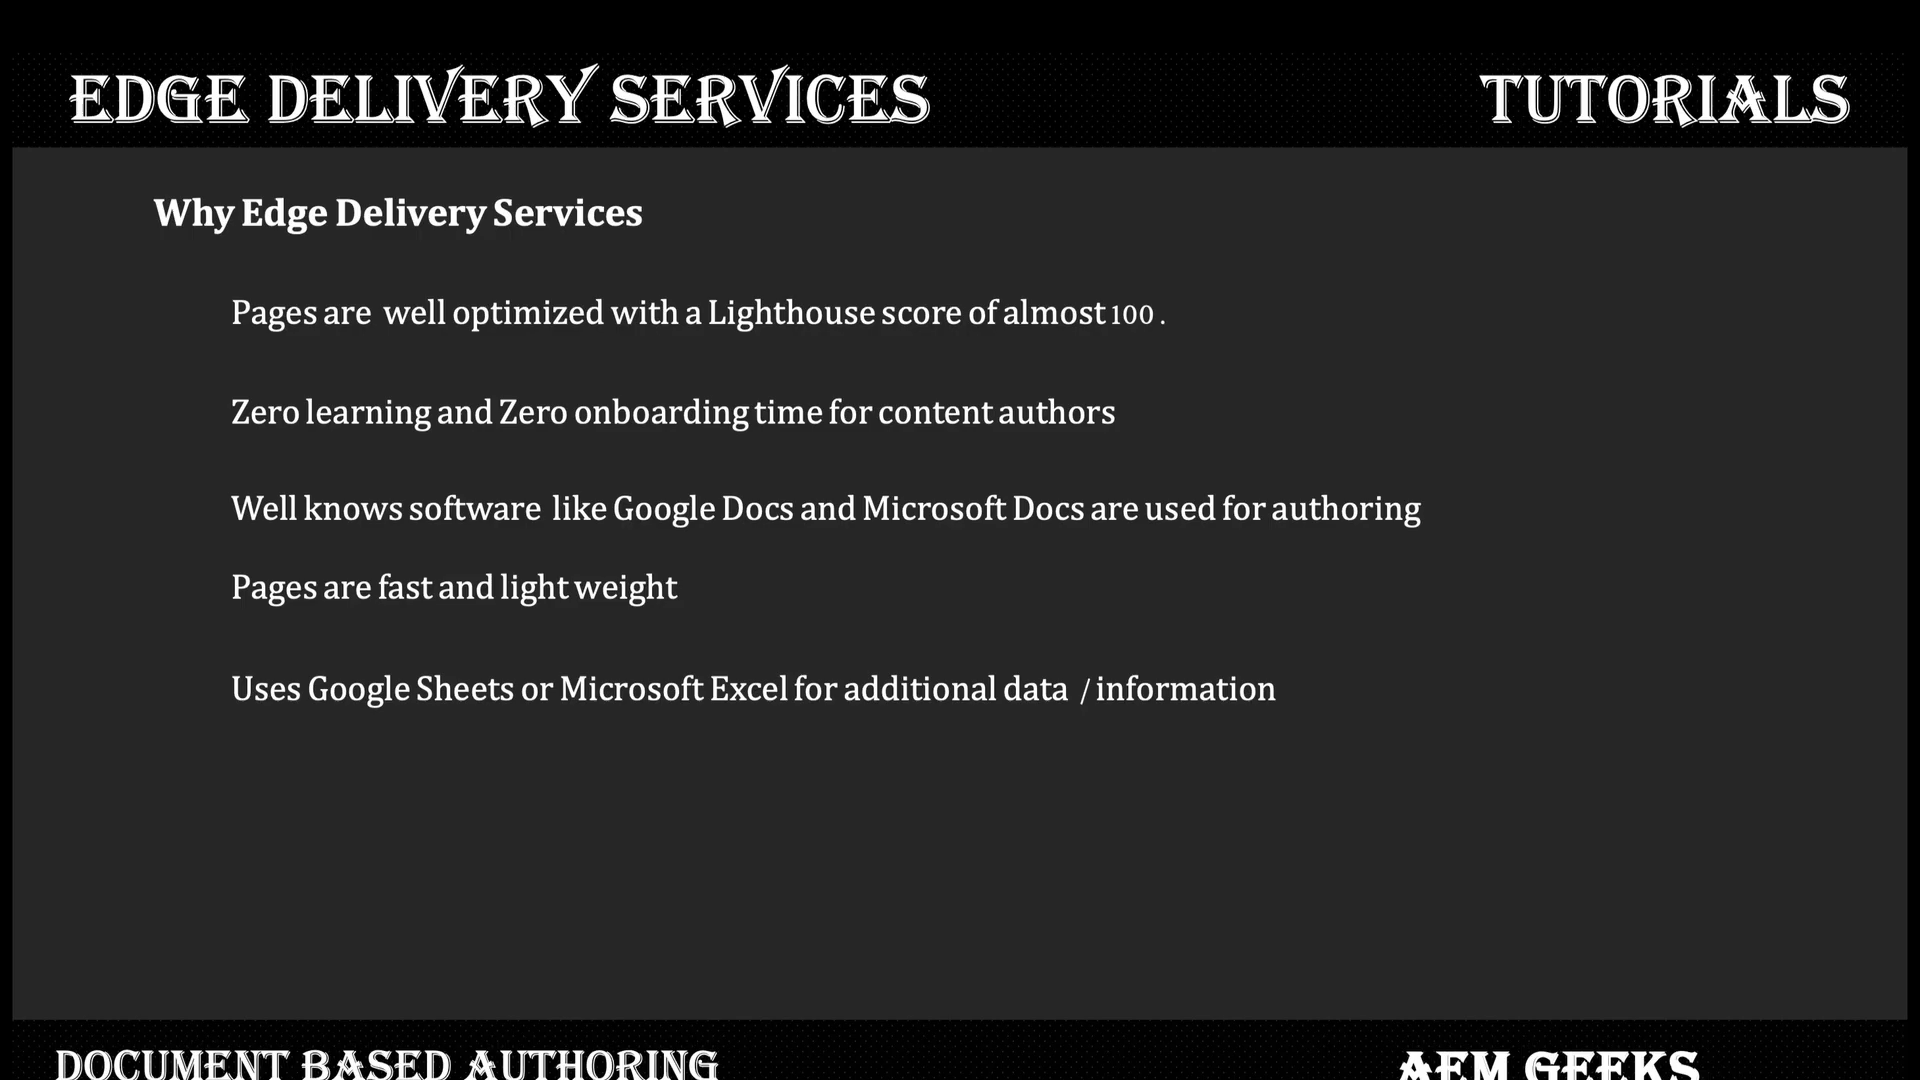 EDGE DELIVERY SERVICES
TUTORIALS
Why Edge Delivery Services
Pages are well optimized with a Lighthouse score of almost 100 .
Zero learning and Zero onboarding time for content authors
Well knows software like Google Docs and Microsoft Docs are used for authoring
Pages are fast and light weight
Uses Google Sheets or Microsoft Excel for additional data / information
DOCUMENT BASED AUTHORING
AEM GEEKS